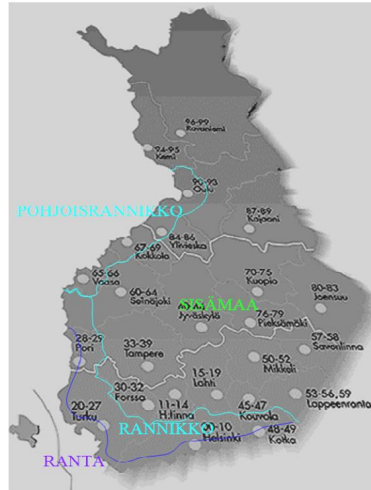 96-99
Rovaniemi
94-95
Kemi
90-93
Oulu
POHJOISRANNIKKO
87-89
Kajaani
84-86
Ylivieska
67-69
Kokkola
65-66
Vaasa
60-64
Seinäjoki
70-75
Kuopio
80-83
Joensuu
SISÄMAA
Jyväskylä
76-79
Pieksämäki
28-29
Pori
33-39
Tampere
57-58
Savonlinna
50-52
Mikkeli
15-19
Lahti
30-32
Forssa
11-14
H:linna
53-56,59
Lappeenranta
45-47
Kouvola
20-27
Turku
RANNIKKO
-10
Helsinki
48-49
Kotka
RANTA